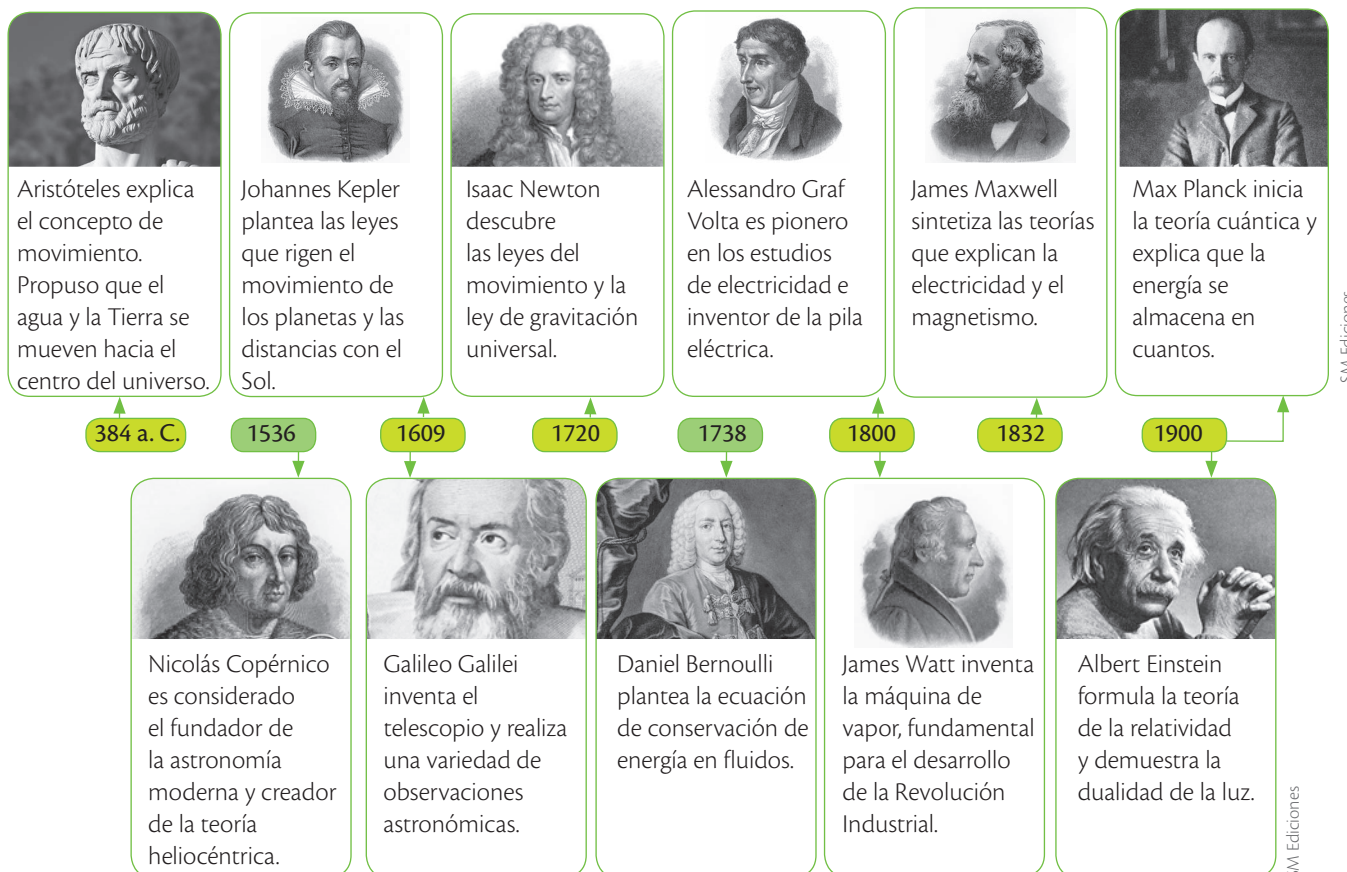 Aristóteles explica
el concepto de
movimiento.
Propuso que el
agua y la Tierra se
mueven hacia el
centro del universo.
Johannes Kepler
plantea las leyes
que rigen el
movimiento de
los planetas y las
distancias con el
Sol.
Isaac Newton
descubre
las leyes del
movimiento y la
ley de gravitación
universal.
Alessandro Graf
Volta es pionero
en los estudios
de electricidad e
inventor de la pila
eléctrica.
James Maxwell
sintetiza las teorías
que explican la
electricidad y el
magnetismo.
Max Planck inicia
la teoría cuántica y
explica que la
energía se
almacena en
cuantos.
SM Ediciones
384 a. C.
1536
1609
1720
1738
1800
1832
1900
Nicolás Copérnico
es considerado
el fundador de
la astronomía
moderna y creador
de la teoría
heliocéntrica.
Galileo Galilei
inventa el
telescopio y realiza
una variedad de
observaciones
astronómicas.
Daniel Bernoulli
plantea la ecuación
de conservación de
energía en fluidos.
James Watt inventa
la máquina de
vapor, fundamental
para el desarrollo
de la Revolución
Industrial.
Albert Einstein
formula la teoría
de la relatividad
y demuestra la
dualidad de la luz.
SM Ediciones